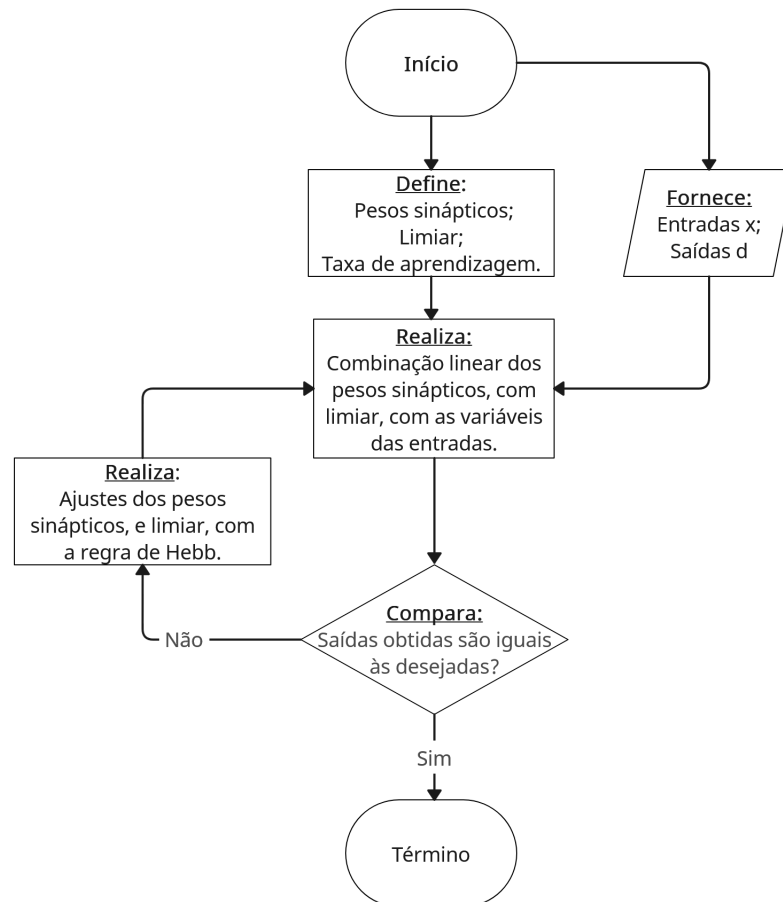 Início
Define:
Pesos sinápticos;
Limiar;
Taxa de aprendizagem.
Fornece:
Entradas x;
Saídas d
Realiza:
Combinação linear dos
pesos sinápticos, com
limiar, com as variáveis
das entradas.
Realiza:
Ajustes dos pesos
sinápticos, e limiar, com
a regra de Hebb.
Compara:
Saídas obtidas são iguais
às desejadas?
Não
Sim
Término